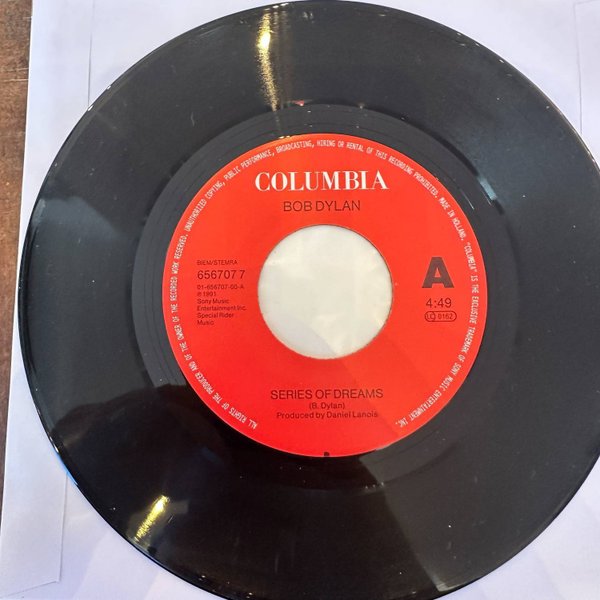 ALL RIGHTS OF THE PRODUCER AND OF THE OWNER OF THE RECORDED WORK RESERVED. UNAUTHORIZED COPYING, PUBLIC PERFORMANCE, BROADCASTING, HIRING OR RENTAL OF THIS RECORDING PROHIBITED. MADE IN HOLLAND. "COLUMBIA" IS THE EXCLUSIVE TRADEMARK OF SONY MUSIC ENTERTAINMENT, INC.
COLUMBIA
BOB DYLAN
BIEM/STEMRA
656707 7
01-656707-00-A
℗ 1991
Sony Music
Entertainment Inc.
Special Rider
Music
A
4:49
LC 0162
SERIES OF DREAMS
(B. Dylan)
Produced by Daniel Lanois